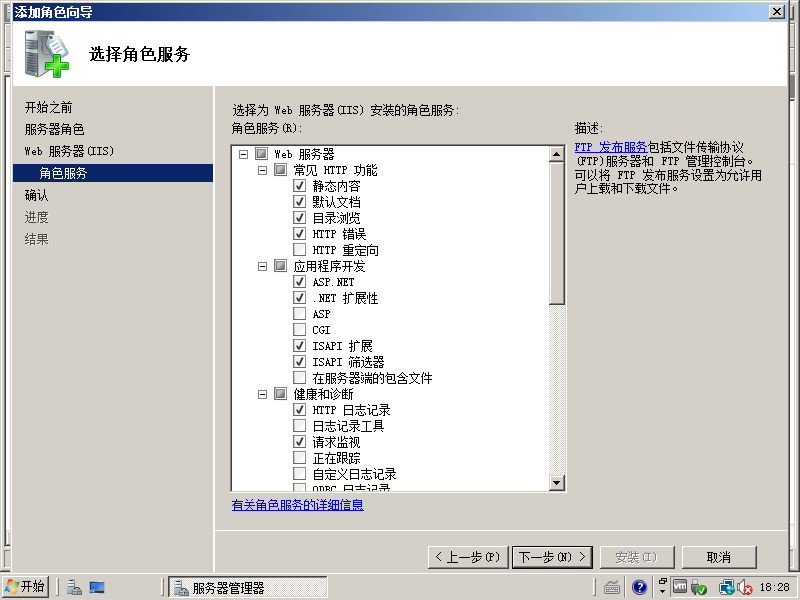 添加角色向导
选择角色服务
开始之前
服务器角色
Web 服务器(IIS)
角色服务
确认
进度
结果
选择为 Web 服务器(IIS) 安装的角色服务:
角色服务(R):
Web 服务器
常见 HTTP 功能
静态内容
默认文档
目录浏览
HTTP 错误
HTTP 重定向
应用程序开发
ASP.NET
.NET 扩展性
ASP
CGI
ISAPI 扩展
ISAPI 筛选器
在服务器端的包含文件
健康和诊断
HTTP 日志记录
日志记录工具
请求监视
正在跟踪
自定义日志记录
ODBC 日志记录
有关角色服务的详细信息
描述:
FTP 发布服务包括文件传输协议
(FTP)服务器和 FTP 管理控制台。
可以将 FTP 发布服务设置为允许用
户上载和下载文件。
< 上一步(P)
下一步(N) >
安装(I)
取消
开始
服务器管理器
18:28